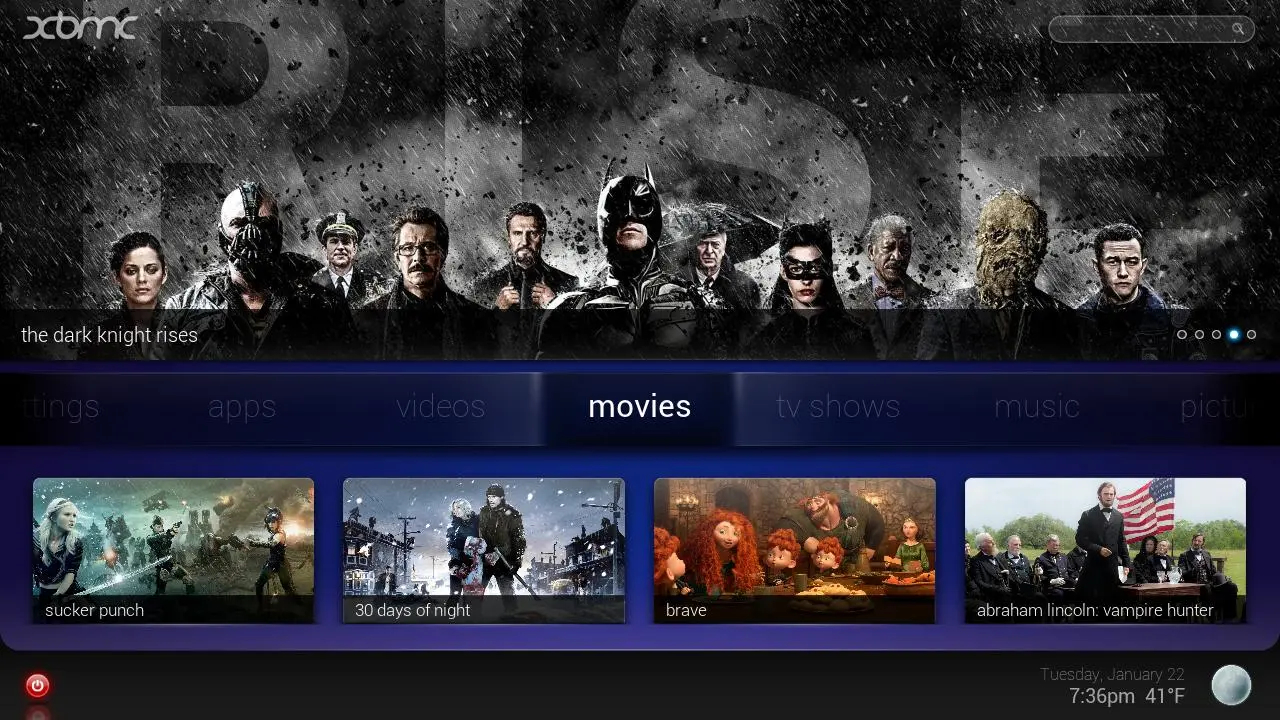 xbmc
RISE
the dark knight rises
ttings apps videos movies tv shows music pictu
sucker punch
30 days of night
brave
abraham lincoln: vampire hunter
Tuesday, January 22
7:36pm 41°F